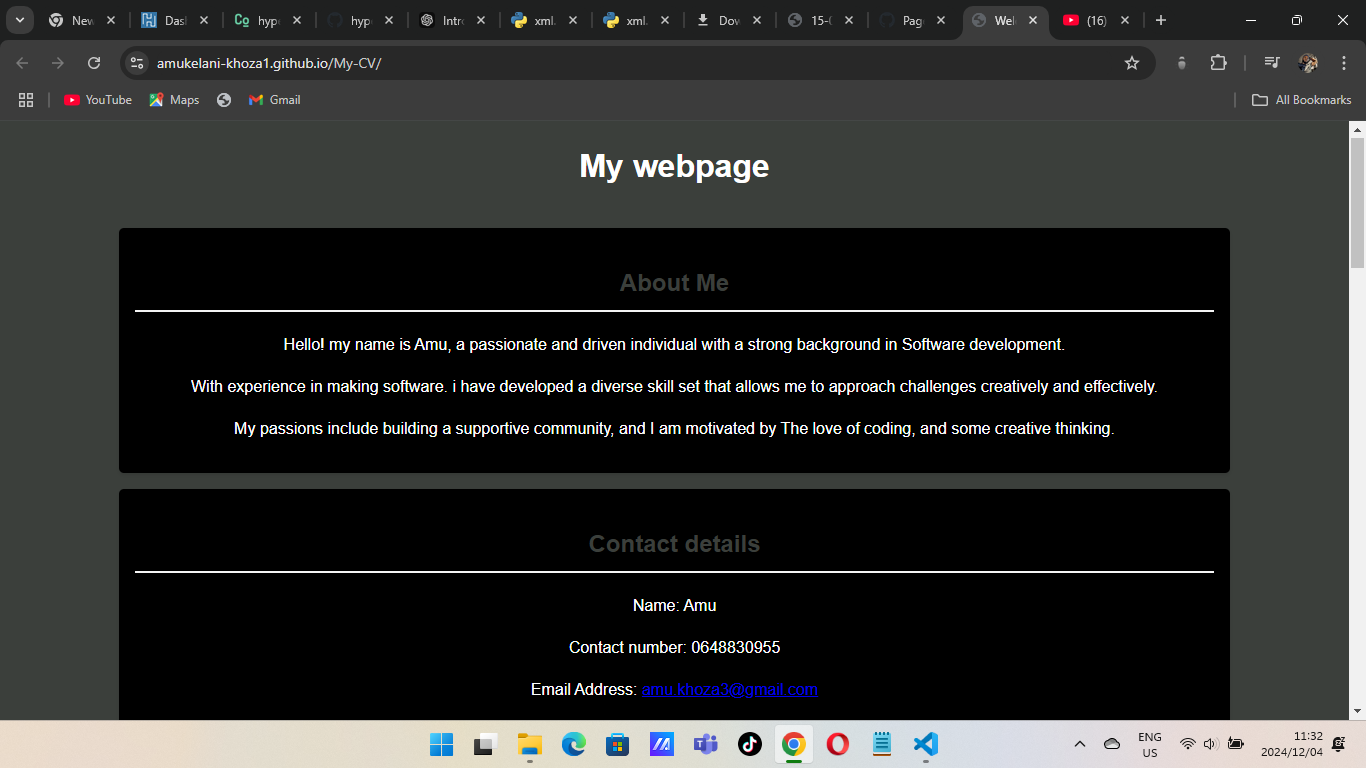 New
Das
hype
hyp
Intr
xml.
xml.
Dov
15-
Pag
Wel
(16)
amukelani-khoza1.github.io/My-CV/
YouTube
Maps
Gmail
All Bookmarks
My webpage
About Me
Hello! my name is Amu, a passionate and driven individual with a strong background in Software development.
With experience in making software. i have developed a diverse skill set that allows me to approach challenges creatively and effectively.
My passions include building a supportive community, and I am motivated by The love of coding, and some creative thinking.
Contact details
Name: Amu
Contact number: 0648830955
Email Address: amu.khoza3@gmail.com
ENG
US
11:32
2024/12/04